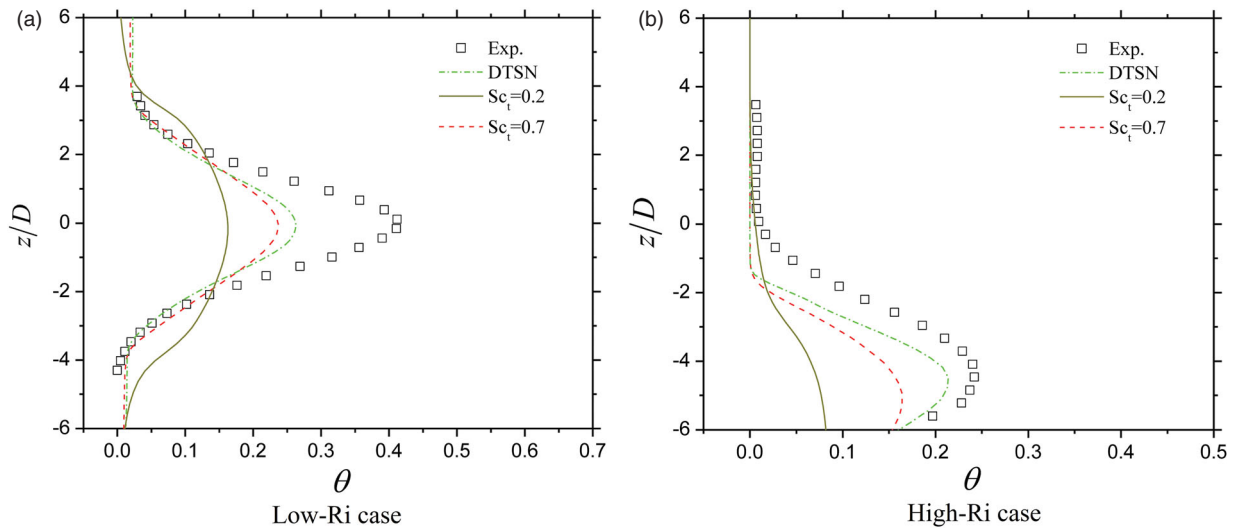 (a)
6
4
2
0
-2
-4
-6
z/D
Exp.
DTSN
Sc_t=0.2
Sc_t=0.7
0.0 0.1 0.2 0.3 0.4 0.5 0.6 0.7
θ
Low-Ri case
(b)
6
4
2
0
-2
-4
-6
z/D
Exp.
DTSN
Sc_t=0.2
Sc_t=0.7
0.0 0.1 0.2 0.3 0.4 0.5
θ
High-Ri case